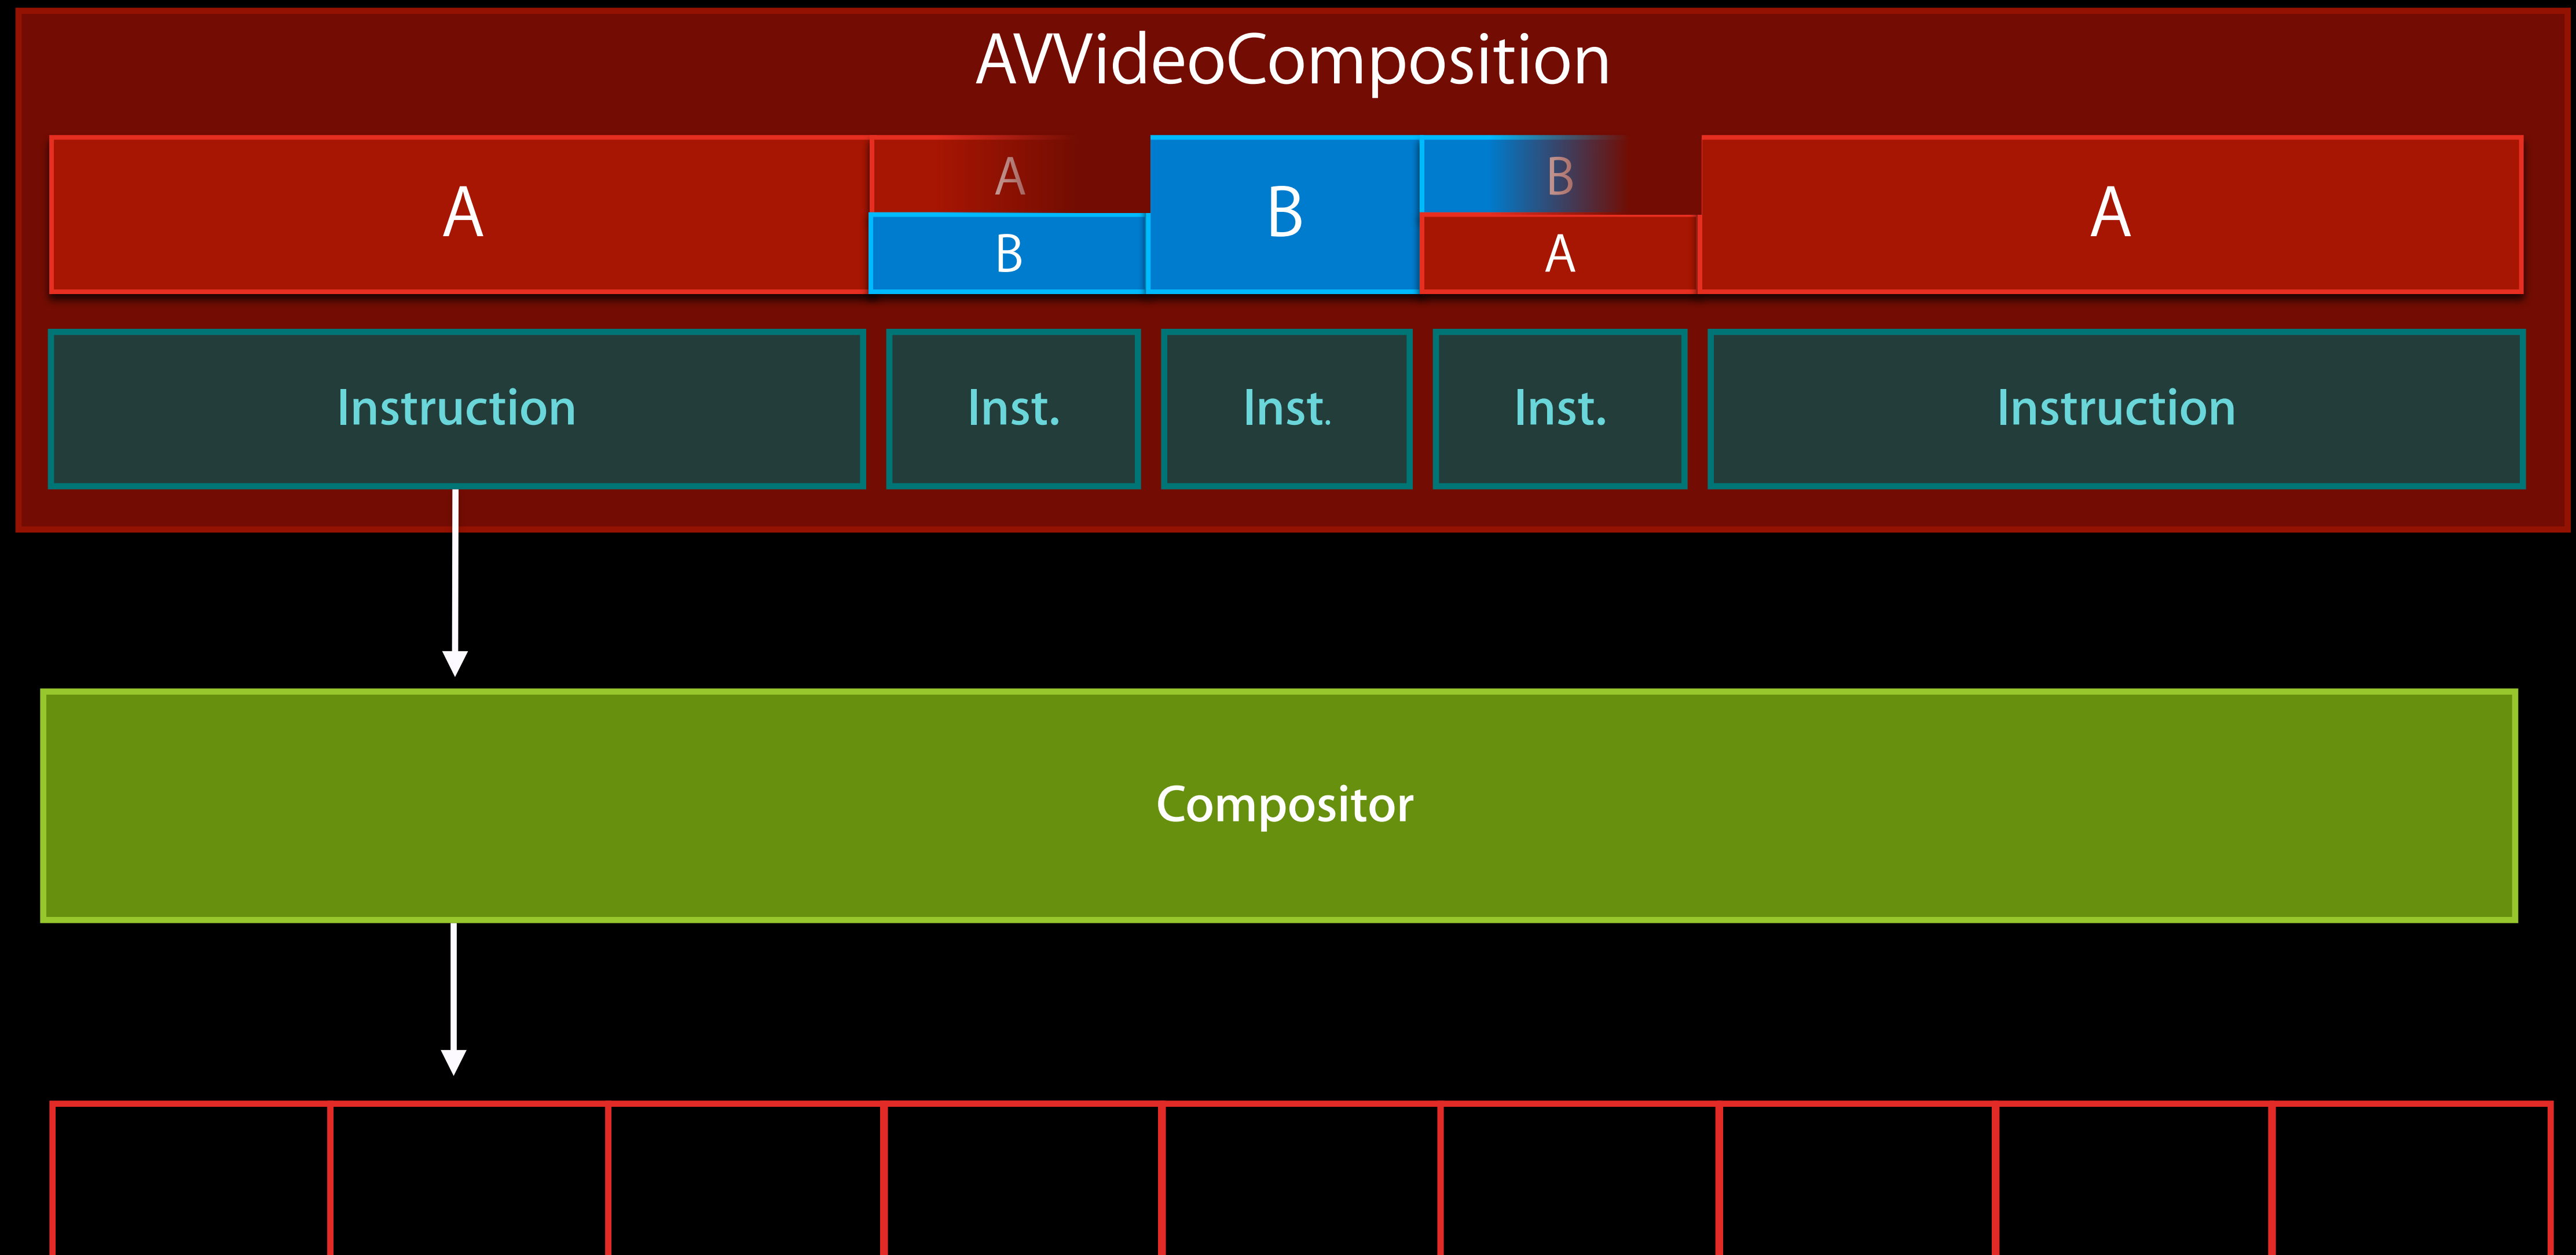 AVVideoComposition
A
A
B
B
B
A
A
Instruction
Inst.
Inst.
Inst.
Instruction
Compositor